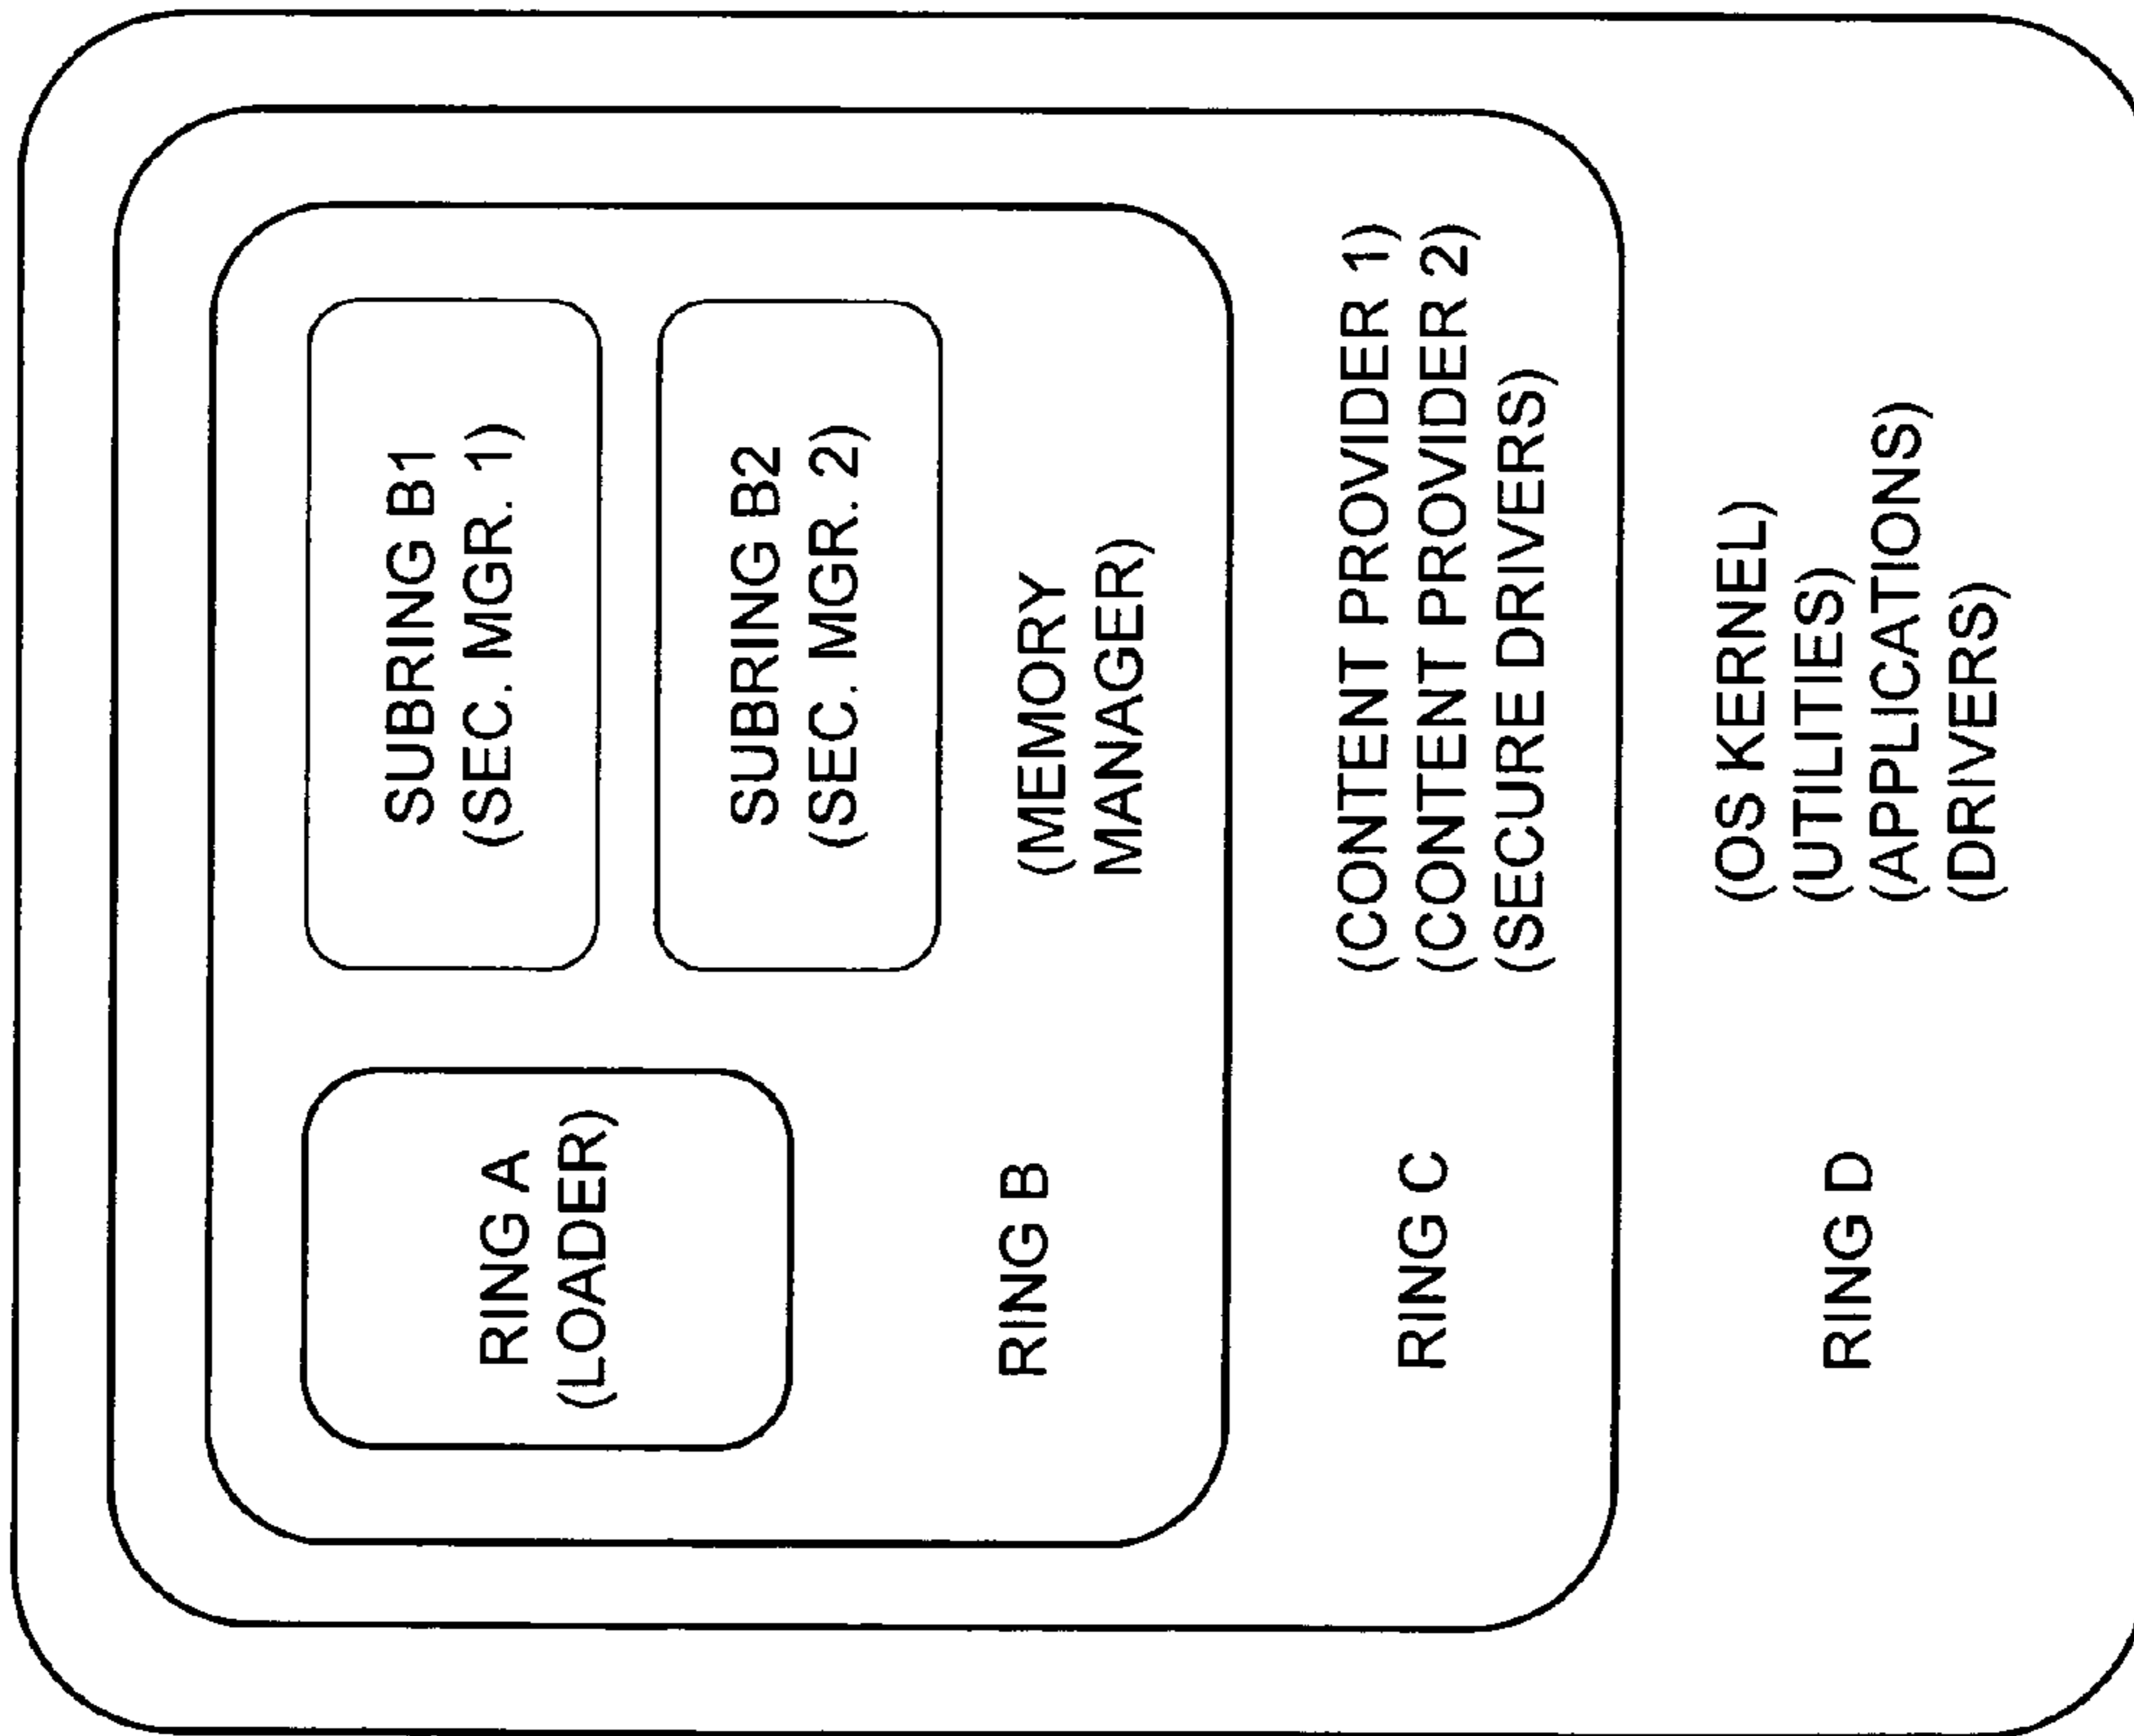 RING A
(LOADER)
SUBRING B1
(SEC. MGR. 1)
SUBRING B2
(SEC. MGR. 2)
RING B
(MEMORY
MANAGER)
RING C
(CONTENT PROVIDER 1)
(CONTENT PROVIDER 2)
(SECURE DRIVERS)
RING D
(OS KERNEL)
(UTILITIES)
(APPLICATIONS)
(DRIVERS)